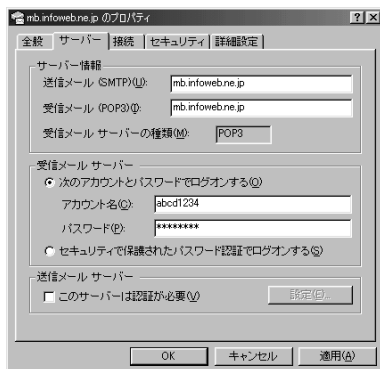 mb.infoweb.ne.jp のプロパティ
全般 サーバー 接続 セキュリティ 詳細設定
サーバー情報
送信メール (SMTP)(U): mb.infoweb.ne.jp
受信メール (POP3)(I): mb.infoweb.ne.jp
受信メール サーバーの種類(M): POP3
受信メール サーバー
次のアカウントとパスワードでログオンする(O)
アカウント名(C): abcd1234
パスワード(P): ********
セキュリティで保護されたパスワード認証でログオンする(S)
送信メール サーバー
このサーバーは認証が必要(V) 設定(E)...
OK キャンセル 適用(A)